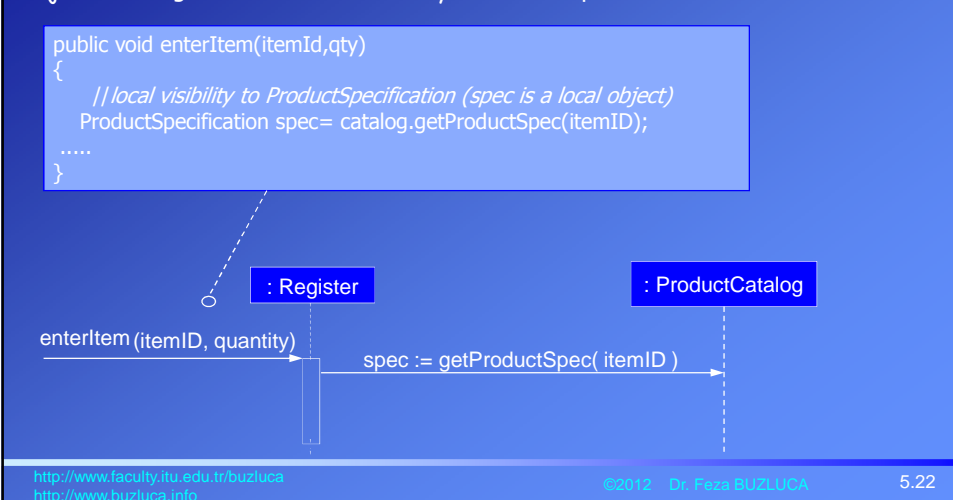 public void enterItem(itemId,qty)
{
//local visibility to ProductSpecification (spec is a local object)
ProductSpecification spec= catalog.getProductSpec(itemID);
.....
}
: Register
: ProductCatalog
enterItem(itemID, quantity)
spec := getProductSpec( itemID )
http://www.faculty.itu.edu.tr/buzluca
http://www.buzluca.info
©2012 Dr. Feza BUZLUCA
5.22